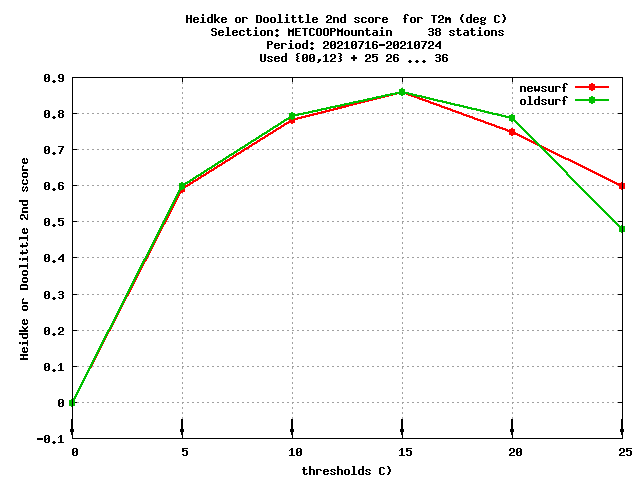 Heidke or Doolittle 2nd score  for T2m (deg C)
Selection: METCOOPMountain     38 stations
Period: 20210716-20210724
Used {00,12} + 25 26 ... 36
newsurf
oldsurf
Heidke or Doolittle 2nd score
0.9
0.8
0.7
0.6
0.5
0.4
0.3
0.2
0.1
0
-0.1
0 5 10 15 20 25
thresholds C)